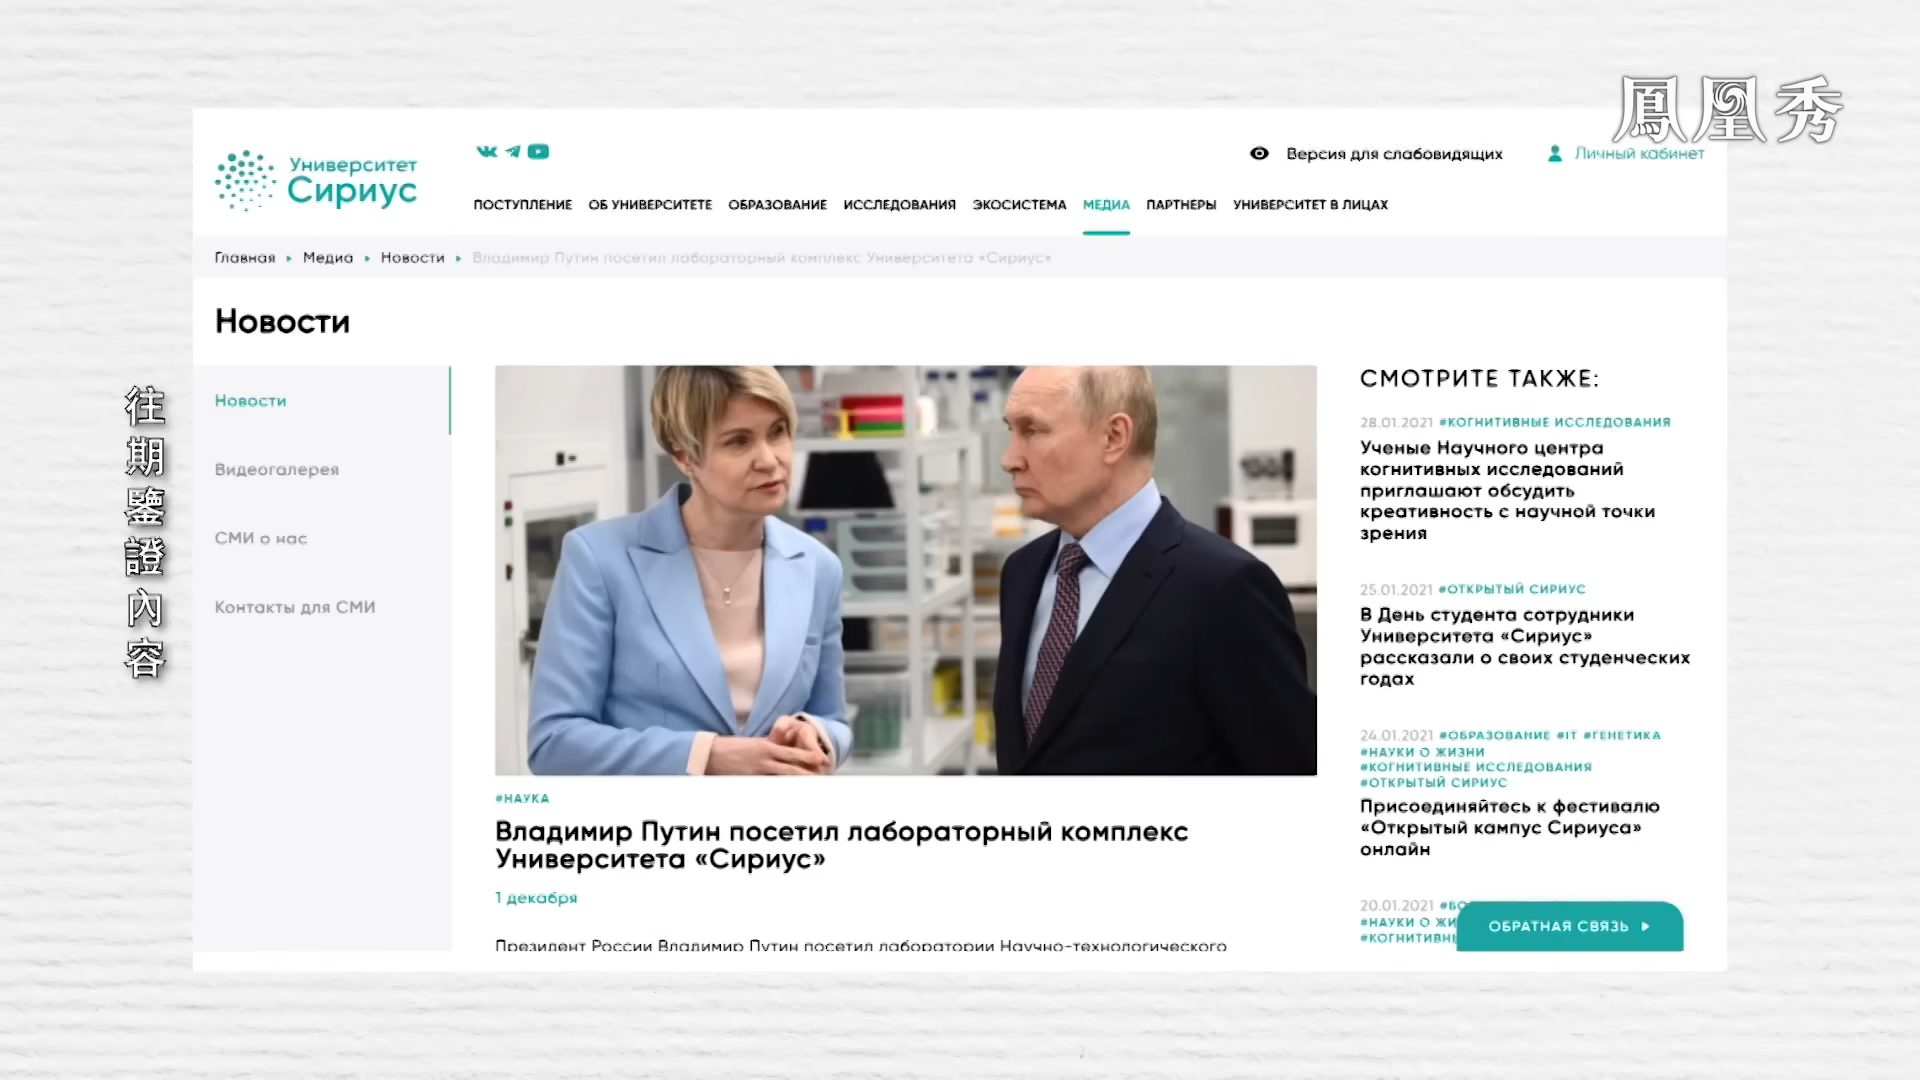 鳳凰秀
往期鑒證內容
Университет
Сириус
Версия для слабовидящих
Личный кабинет
ПОСТУПЛЕНИЕ ОБ УНИВЕРСИТЕТЕ ОБРАЗОВАНИЕ ИССЛЕДОВАНИЯ ЭКОСИСТЕМА МЕДИА ПАРТНЕРЫ УНИВЕРСИТЕТ В ЛИЦАХ
Главная ▸ Медиа ▸ Новости ▸ Владимир Путин посетил лабораторный комплекс Университета «Сириус»
Новости
Новости
Видеогалерея
СМИ о нас
Контакты для СМИ
#НАУКА
Владимир Путин посетил лабораторный комплекс
Университета «Сириус»
1 декабря
Президент России Владимир Путин посетил лаборатории Научно-технологического
СМОТРИТЕ ТАКЖЕ:
28.01.2021 #КОГНИТИВНЫЕ ИССЛЕДОВАНИЯ
Ученые Научного центра
когнитивных исследований
приглашают обсудить
креативность с научной точки
зрения
25.01.2021 #ОТКРЫТЫЙ СИРИУС
В День студента сотрудники
Университета «Сириус»
рассказали о своих студенческих
годах
24.01.2021 #ОБРАЗОВАНИЕ #IT #ГЕНЕТИКА
#НАУКИ О ЖИЗНИ
#КОГНИТИВНЫЕ ИССЛЕДОВАНИЯ
#ОТКРЫТЫЙ СИРИУС
Присоединяйтесь к фестивалю
«Открытый кампус Сириуса»
онлайн
20.01.2021 #БО
#НАУКИ О ЖИ
#КОГНИТИВН
ОБРАТНАЯ СВЯЗЬ ▸